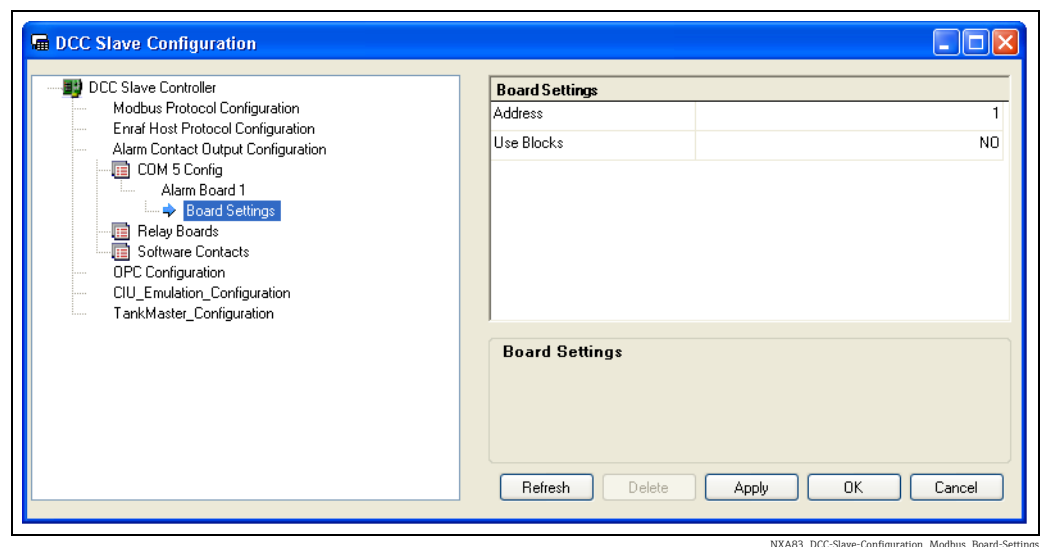 DCC Slave Configuration
DCC Slave Controller
Modbus Protocol Configuration
Enraf Host Protocol Configuration
Alarm Contact Output Configuration
COM 5 Config
Alarm Board 1
Board Settings
Relay Boards
Software Contacts
OPC Configuration
CIU_Emulation_Configuration
TankMaster_Configuration
Board Settings
Address 1
Use Blocks NO
Board Settings
Refresh Delete Apply OK Cancel
NXA83_DCC-Slave-Configuration_Modbus_Board-Settings